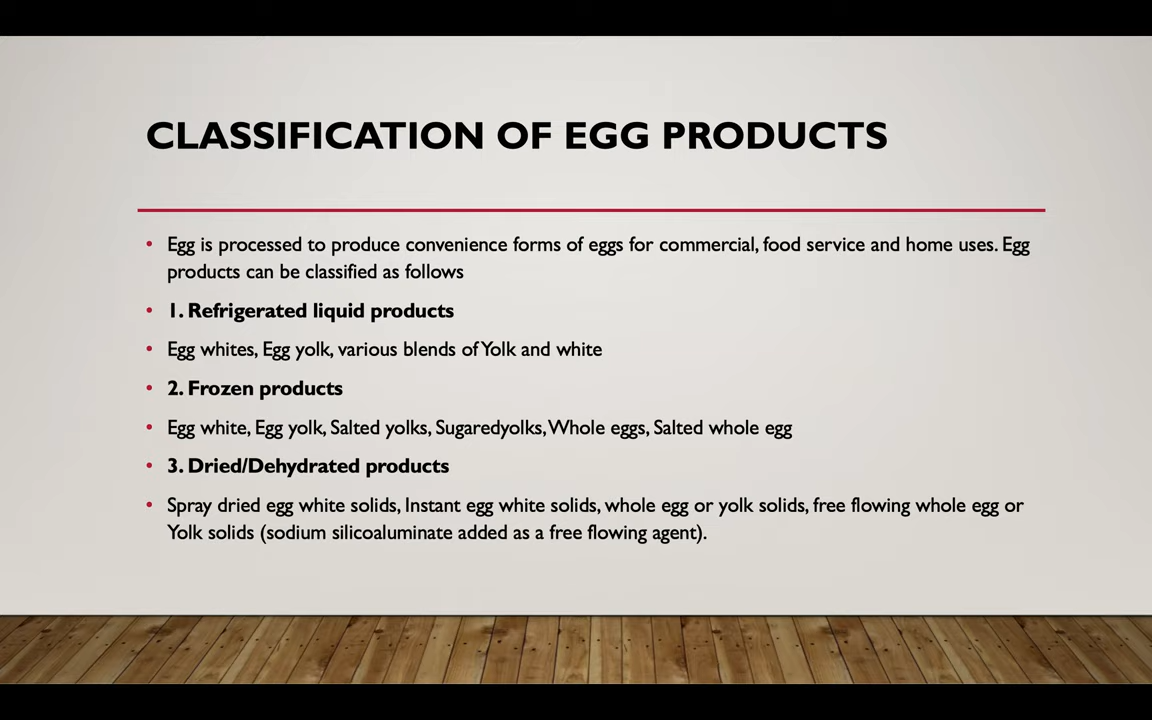 CLASSIFICATION OF EGG PRODUCTS
• Egg is processed to produce convenience forms of eggs for commercial, food service and home uses. Egg
products can be classified as follows
• 1. Refrigerated liquid products
• Egg whites, Egg yolk, various blends of Yolk and white
• 2. Frozen products
• Egg white, Egg yolk, Salted yolks, Sugaredyolks, Whole eggs, Salted whole egg
• 3. Dried/Dehydrated products
• Spray dried egg white solids, Instant egg white solids, whole egg or yolk solids, free flowing whole egg or
Yolk solids (sodium silicoaluminate added as a free flowing agent).